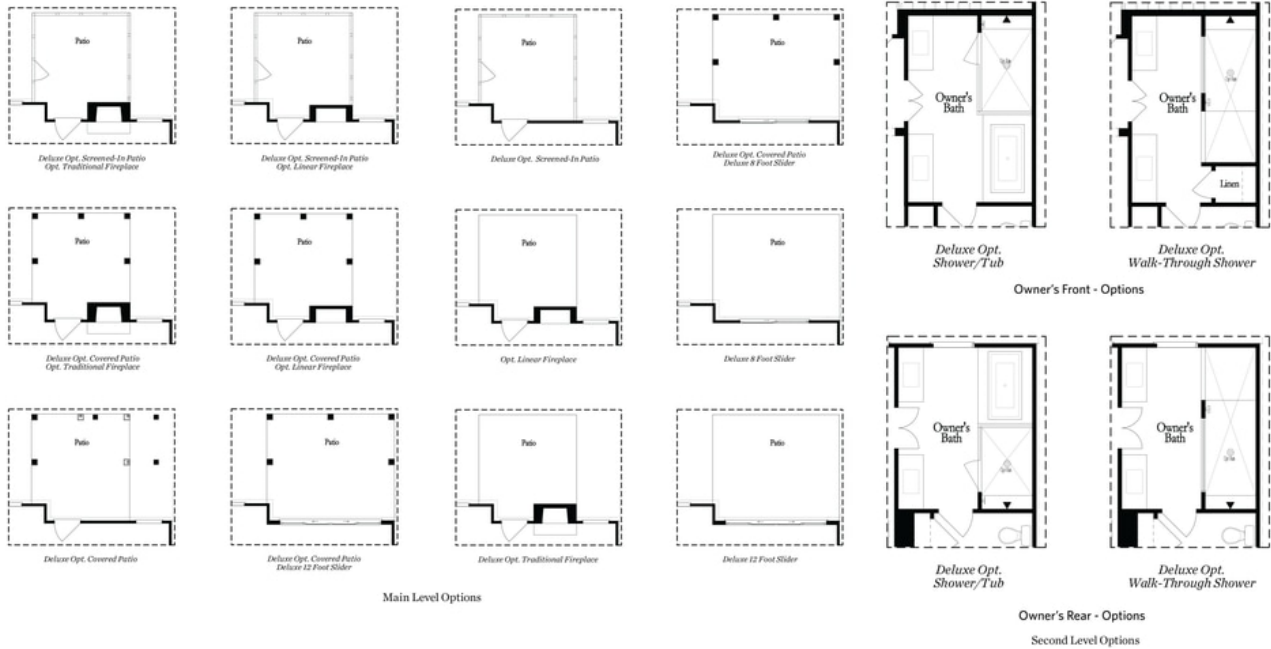 Patio
Deluxe Opt. Screened-In Patio
Opt. Traditional Fireplace
Patio
Deluxe Opt. Screened-In Patio
Opt. Linear Fireplace
Patio
Deluxe Opt. Screened-In Patio
Patio
Deluxe Opt. Covered Patio
Deluxe 8 Foot Slider
Patio
Deluxe Opt. Covered Patio
Opt. Traditional Fireplace
Patio
Deluxe Opt. Covered Patio
Opt. Linear Fireplace
Patio
Opt. Linear Fireplace
Patio
Deluxe 8 Foot Slider
Patio
Deluxe Opt. Covered Patio
Patio
Deluxe Opt. Covered Patio
Deluxe 12 Foot Slider
Patio
Deluxe Opt. Traditional Fireplace
Patio
Deluxe 12 Foot Slider
Main Level Options
Owner's
Bath
Deluxe Opt.
Shower/Tub
Owner's
Bath
Linen
Deluxe Opt.
Walk-Through Shower
Owner's Front - Options
Owner's
Bath
Deluxe Opt.
Shower/Tub
Owner's
Bath
Deluxe Opt.
Walk-Through Shower
Owner's Rear - Options
Second Level Options